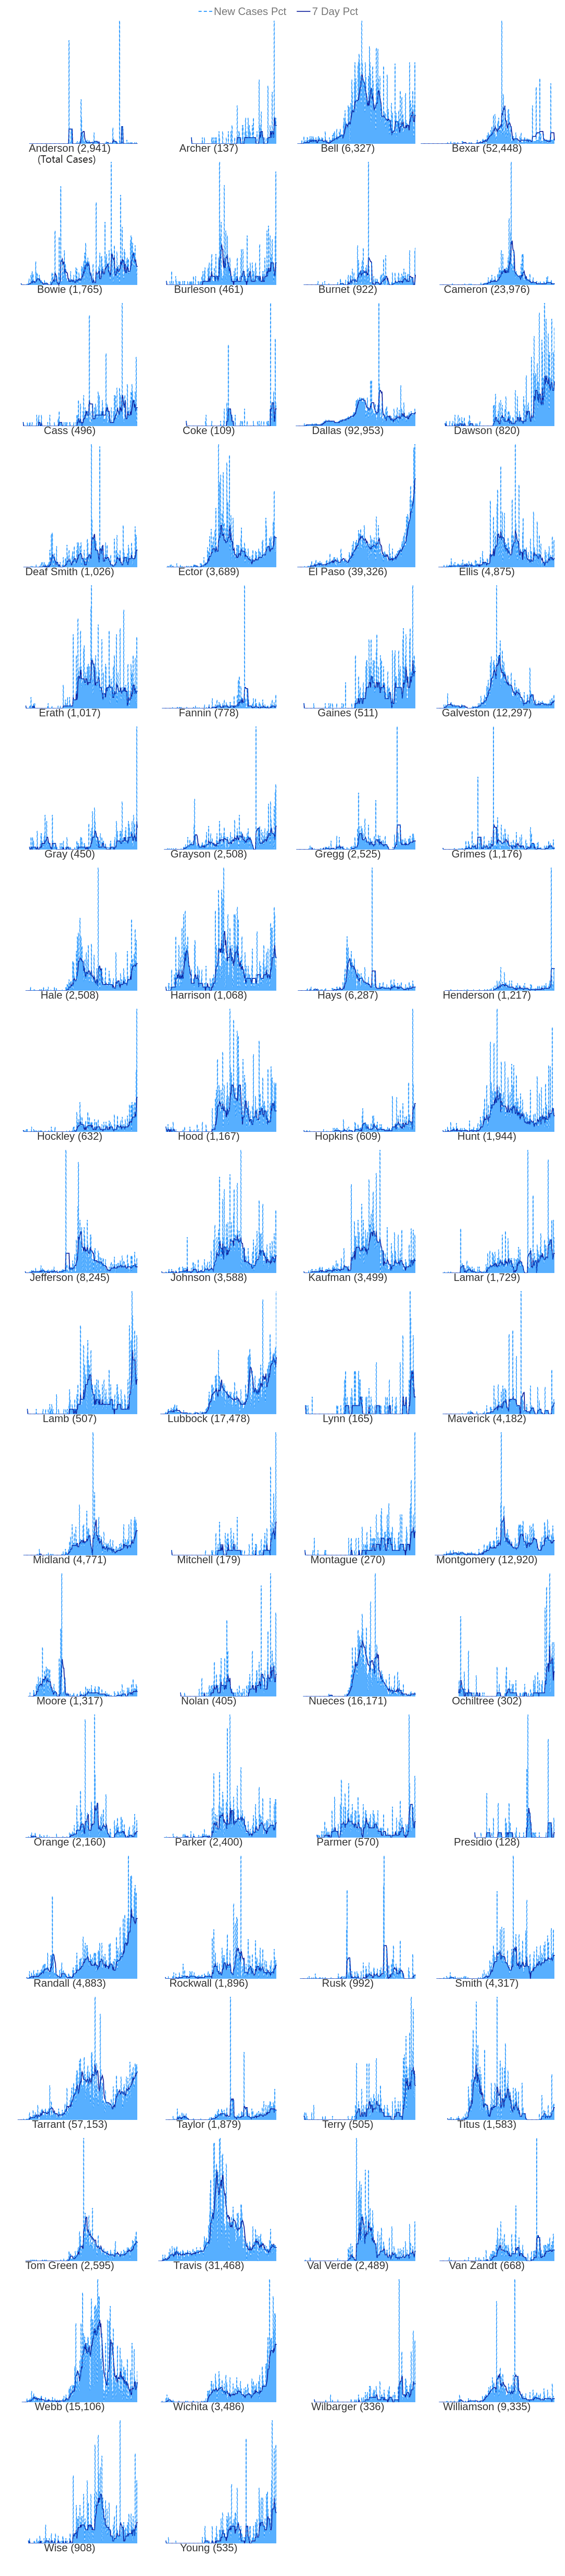 New Cases Pct 7 Day Pct
Anderson (2,941) Archer (137) Bell (6,327) Bexar (52,448)
(Total Cases)
Bowie (1,765) Burleson (461) Burnet (922) Cameron (23,976)
Cass (496) Coke (109) Dallas (92,953) Dawson (820)
Deaf Smith (1,026) Ector (3,689) El Paso (39,326) Ellis (4,875)
Erath (1,017) Fannin (778) Gaines (511) Galveston (12,297)
Gray (450) Grayson (2,508) Gregg (2,525) Grimes (1,176)
Hale (2,508) Harrison (1,068) Hays (6,287) Henderson (1,217)
Hockley (632) Hood (1,167) Hopkins (609) Hunt (1,944)
Jefferson (8,245) Johnson (3,588) Kaufman (3,499) Lamar (1,729)
Lamb (507) Lubbock (17,478) Lynn (165) Maverick (4,182)
Midland (4,771) Mitchell (179) Montague (270) Montgomery (12,920)
Moore (1,317) Nolan (405) Nueces (16,171) Ochiltree (302)
Orange (2,160) Parker (2,400) Parmer (570) Presidio (128)
Randall (4,883) Rockwall (1,896) Rusk (992) Smith (4,317)
Tarrant (57,153) Taylor (1,879) Terry (505) Titus (1,583)
Tom Green (2,595) Travis (31,468) Val Verde (2,489) Van Zandt (668)
Webb (15,106) Wichita (3,486) Wilbarger (336) Williamson (9,335)
Wise (908) Young (535)